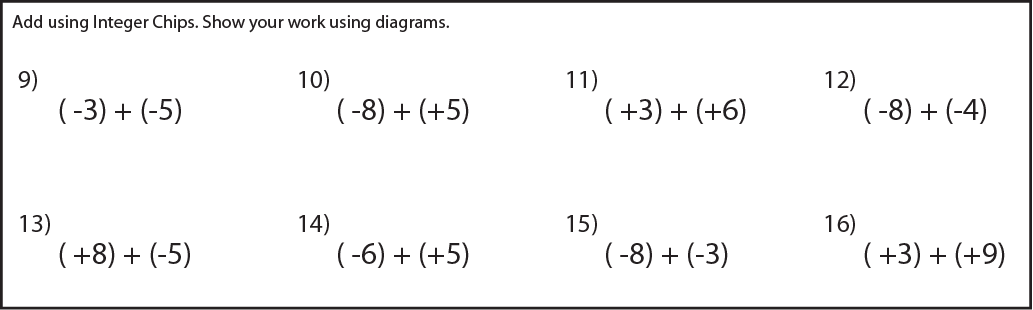 Add using Integer Chips. Show your work using diagrams.
9) 10) 11) 12)
( -3) + (-5) ( -8) + (+5) ( +3) + (+6) ( -8) + (-4)
13) 14) 15) 16)
( +8) + (-5) ( -6) + (+5) ( -8) + (-3) ( +3) + (+9)